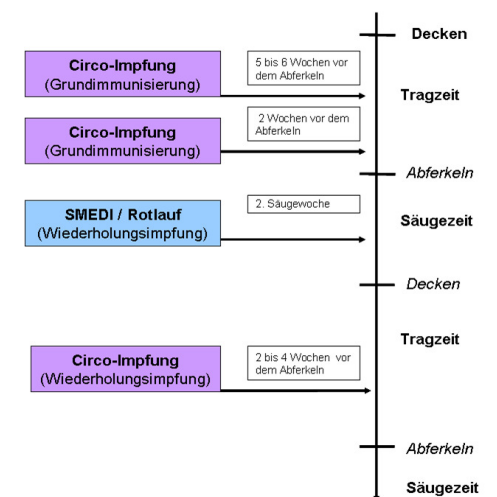 Decken
Circo-Impfung
(Grundimmunisierung)
5 bis 6 Wochen vor
dem Abferkeln
Tragzeit
Circo-Impfung
(Grundimmunisierung)
2 Wochen vor dem
Abferkeln
Abferkeln
SMEDI / Rotlauf
(Wiederholungsimpfung)
2. Säugewoche
Säugezeit
Decken
Tragzeit
Circo-Impfung
(Wiederholungsimpfung)
2 bis 4 Wochen vor
dem Abferkeln
Abferkeln
Säugezeit